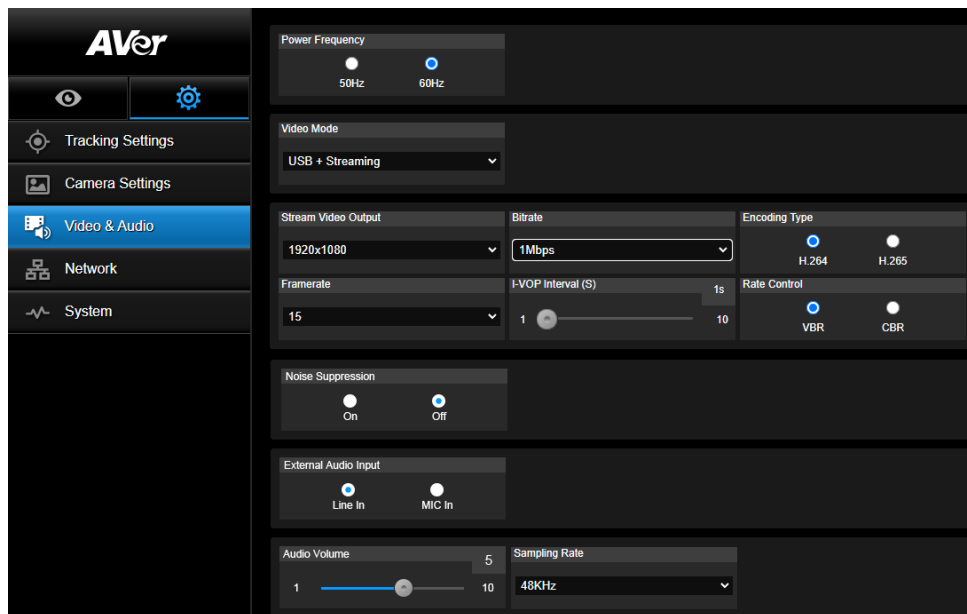 AVer
Tracking Settings
Camera Settings
Video & Audio
Network
System
Power Frequency
50Hz 60Hz
Video Mode
USB + Streaming
Stream Video Output Bitrate Encoding Type
1920x1080 1Mbps H.264 H.265
Framerate I-VOP Interval (S) 1s Rate Control
15 1 10 VBR CBR
Noise Suppression
On Off
External Audio Input
Line In MIC In
Audio Volume 5 Sampling Rate
1 10 48KHz